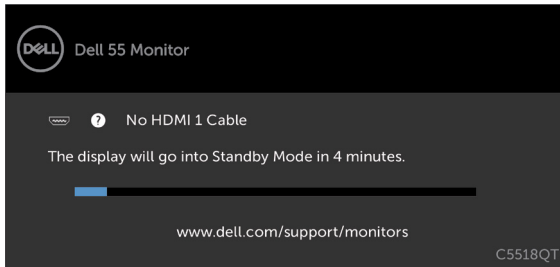 DELL Dell 55 Monitor
? No HDMI 1 Cable
The display will go into Standby Mode in 4 minutes.
www.dell.com/support/monitors
C5518QT